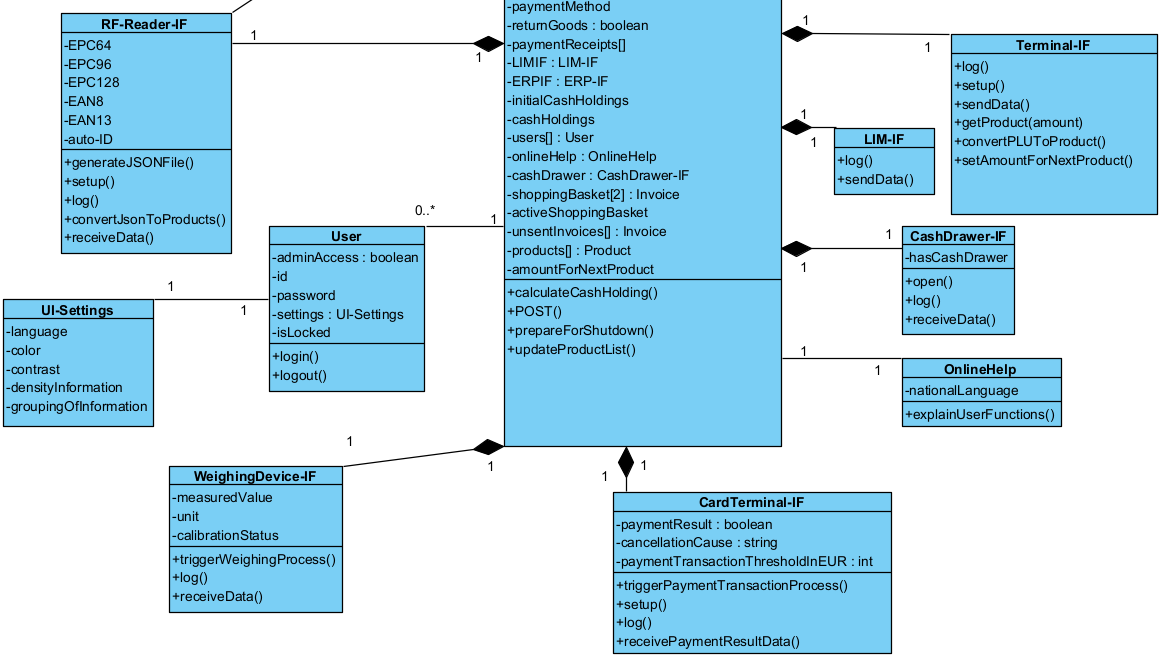 RF-Reader-IF
-EPC64
-EPC96
-EPC128
-EAN8
-EAN13
-auto-ID
+generateJSONFile()
+setup()
+log()
+convertJsonToProducts()
+receiveData()
1
1
-paymentMethod
-returnGoods : boolean
-paymentReceipts[]
-LIMIF : LIM-IF
-ERPIF : ERP-IF
-initialCashHoldings
-cashHoldings
-users[] : User
-onlineHelp : OnlineHelp
-cashDrawer : CashDrawer-IF
-shoppingBasket[2] : Invoice
-activeShoppingBasket
-unsentInvoices[] : Invoice
-products[] : Product
-amountForNextProduct
+calculateCashHolding()
+POST()
+prepareForShutdown()
+updateProductList()
1
1
Terminal-IF
+log()
+setup()
+sendData()
+getProduct(amount)
+convertPLUToProduct()
+setAmountForNextProduct()
1
1
LIM-IF
+log()
+sendData()
0..*
1
User
-adminAccess : boolean
-id
-password
-settings : UI-Settings
-isLocked
+login()
+logout()
1
1
CashDrawer-IF
-hasCashDrawer
+open()
+log()
+receiveData()
1
1
UI-Settings
-language
-color
-contrast
-densityInformation
-groupingOfInformation
1
1
OnlineHelp
-nationalLanguage
+explainUserFunctions()
1
1
WeighingDevice-IF
-measuredValue
-unit
-calibrationStatus
+triggerWeighingProcess()
+log()
+receiveData()
1
1
CardTerminal-IF
-paymentResult : boolean
-cancellationCause : string
-paymentTransactionThresholdInEUR : int
+triggerPaymentTransactionProcess()
+setup()
+log()
+receivePaymentResultData()